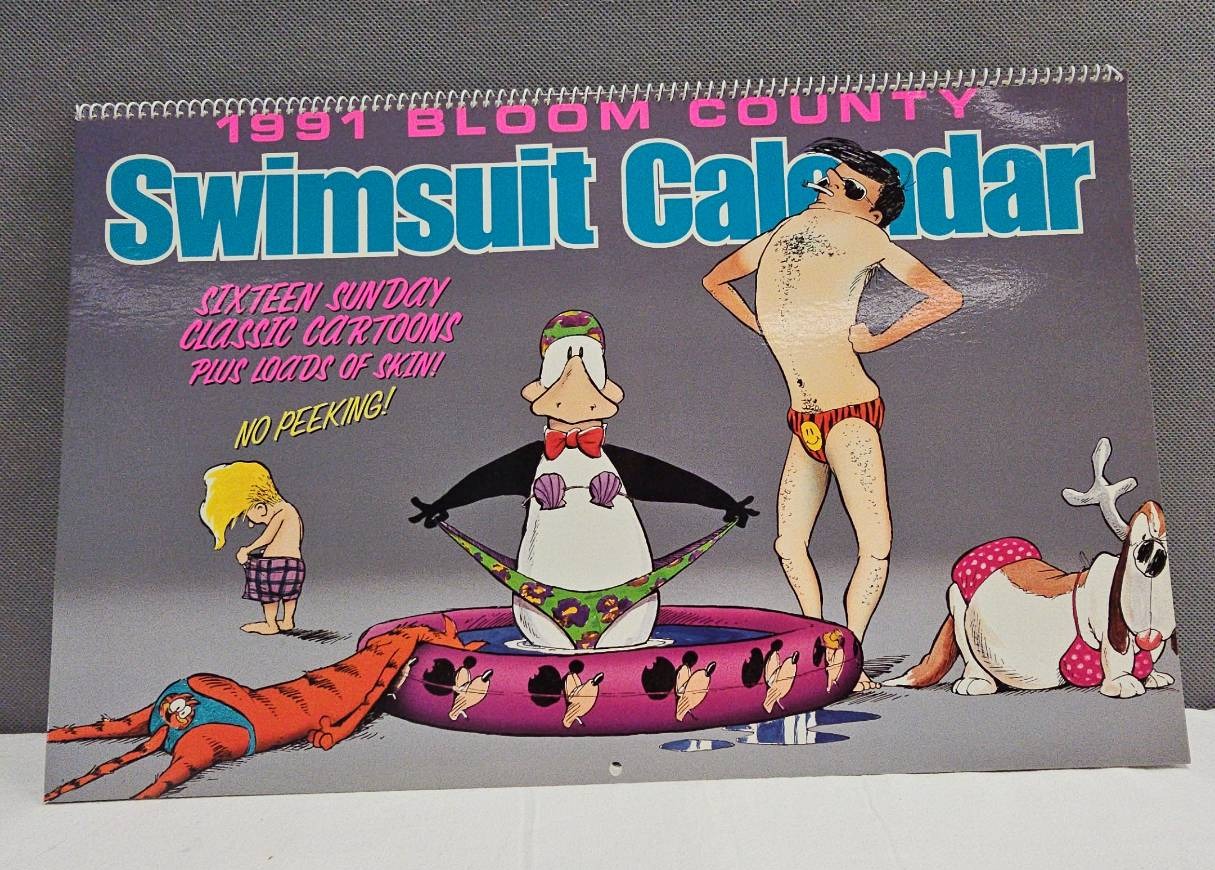 1991 BLOOM COUNTY
Swimsuit Calendar
SIXTEEN SUNDAY
CLASSIC CARTOONS
PLUS LOADS OF SKIN!
NO PEEKING!